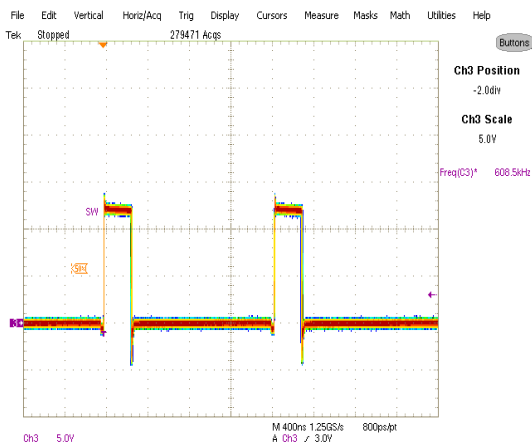 File Edit Vertical Horiz/Acq Trig Display Cursors Measure Masks Math Utilities Help
Tek Stopped 279471 Acqs
Buttons
Ch3 Position
-2.0div
Ch3 Scale
5.0V
Freq(C3)* 608.5kHz
SW
3
M 400ns 1.25GS/s 800ps/pt
A Ch3 3.0V
Ch3 5.0V